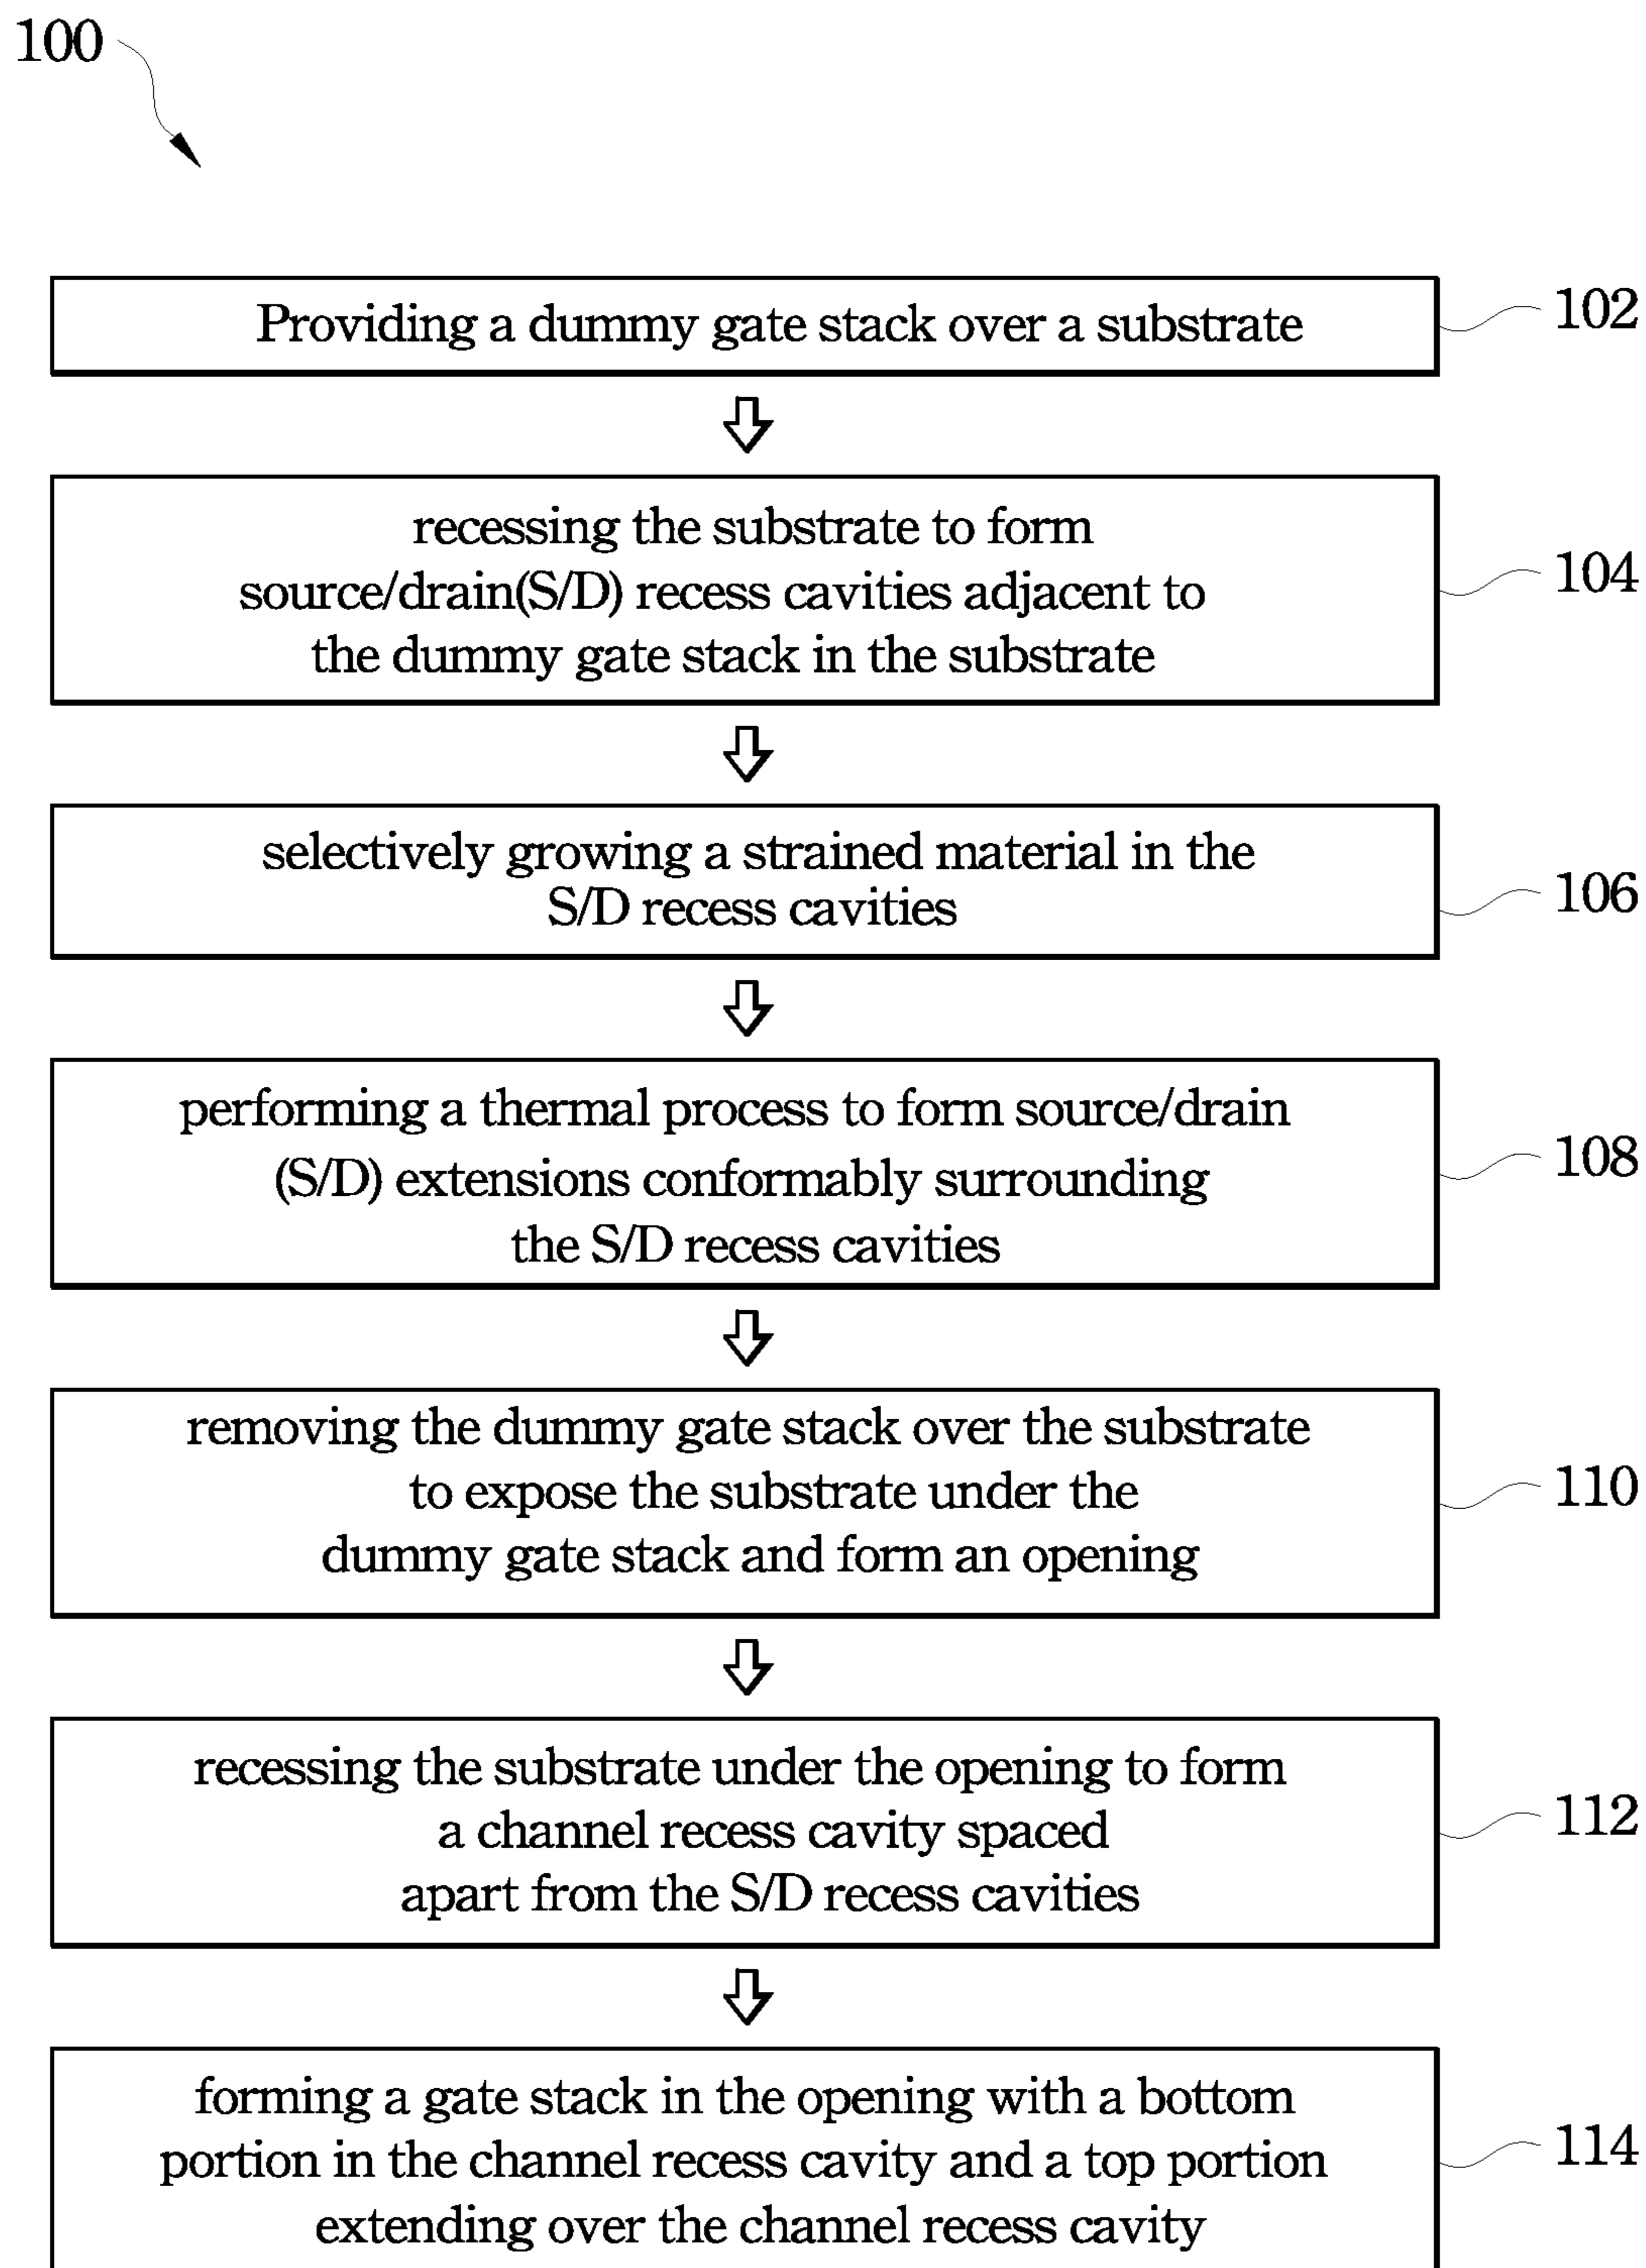 100
Providing a dummy gate stack over a substrate
102
recessing the substrate to form
source/drain(S/D) recess cavities adjacent to
the dummy gate stack in the substrate
104
selectively growing a strained material in the
S/D recess cavities
106
performing a thermal process to form source/drain
(S/D) extensions conformably surrounding
the S/D recess cavities
108
removing the dummy gate stack over the substrate
to expose the substrate under the
dummy gate stack and form an opening
110
recessing the substrate under the opening to form
a channel recess cavity spaced
apart from the S/D recess cavities
112
forming a gate stack in the opening with a bottom
portion in the channel recess cavity and a top portion
extending over the channel recess cavity
114